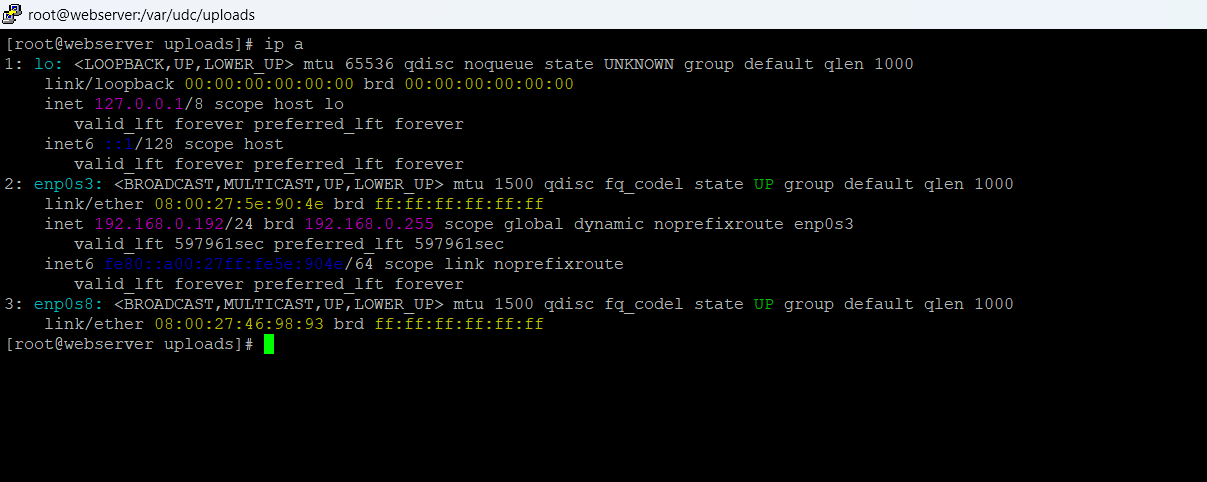 root@webserver:/var/udc/uploads
[root@webserver uploads]# ip a
1: lo: <LOOPBACK,UP,LOWER_UP> mtu 65536 qdisc noqueue state UNKNOWN group default qlen 1000
    link/loopback 00:00:00:00:00:00 brd 00:00:00:00:00:00
    inet 127.0.0.1/8 scope host lo
       valid_lft forever preferred_lft forever
    inet6 ::1/128 scope host
       valid_lft forever preferred_lft forever
2: enp0s3: <BROADCAST,MULTICAST,UP,LOWER_UP> mtu 1500 qdisc fq_codel state UP group default qlen 1000
    link/ether 08:00:27:5e:90:4e brd ff:ff:ff:ff:ff:ff
    inet 192.168.0.192/24 brd 192.168.0.255 scope global dynamic noprefixroute enp0s3
       valid_lft 597961sec preferred_lft 597961sec
    inet6 fe80::a00:27ff:fe5e:904e/64 scope link noprefixroute
       valid_lft forever preferred_lft forever
3: enp0s8: <BROADCAST,MULTICAST,UP,LOWER_UP> mtu 1500 qdisc fq_codel state UP group default qlen 1000
    link/ether 08:00:27:46:98:93 brd ff:ff:ff:ff:ff:ff
[root@webserver uploads]#